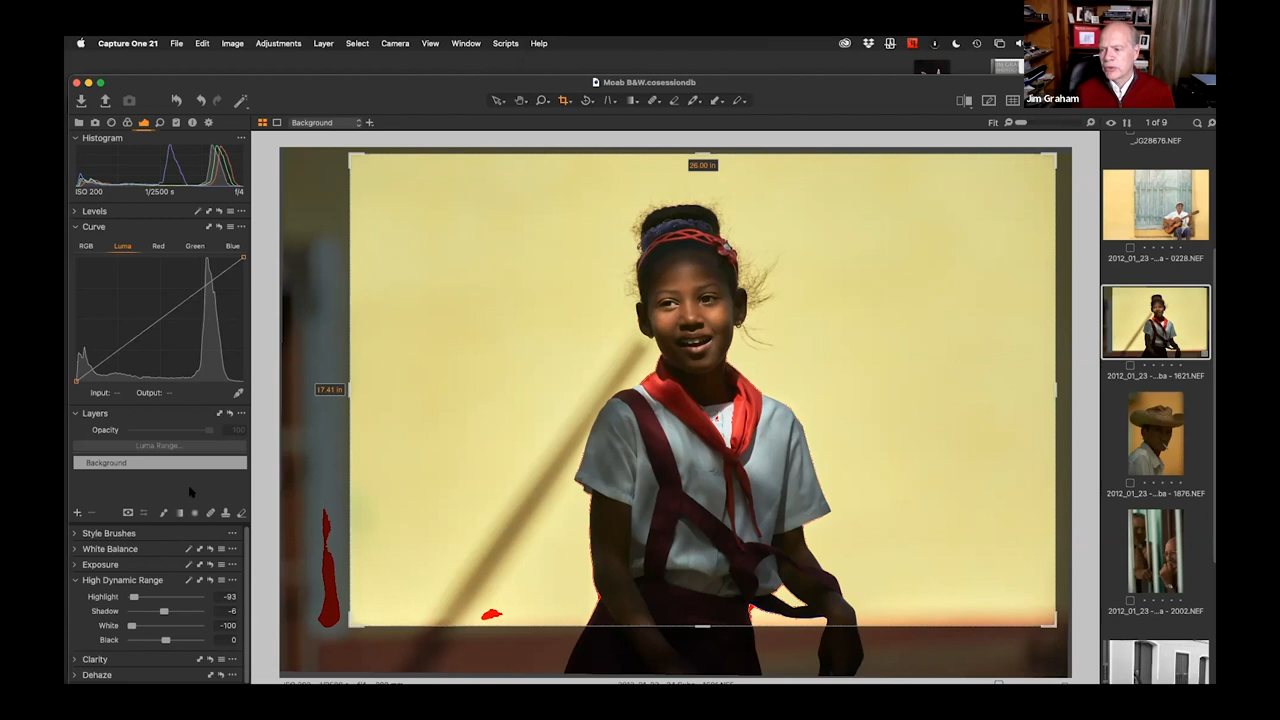 Capture One 21 File Edit Image Adjustments Layer Select Camera View Window Scripts Help
Jim Graham
Moab B&W.cosessiondb
Background
Fit
1 of 9
Histogram
ISO 200 1/2500 s f/4
Levels
Curve
RGB Luma Red Green Blue
Input: -- Output: --
Layers
Opacity 100
Luma Range...
Background
Style Brushes
White Balance
Exposure
High Dynamic Range
Highlight -93
Shadow -6
White -100
Black 0
Clarity
Dehaze
26.00 in
17.41 in
_JG28676.NEF
2012_01_23 -...a - 0228.NEF
2012_01_23 -...ba - 1621.NEF
2012_01_23 -...ba - 1876.NEF
2012_01_23 -...ba - 2002.NEF